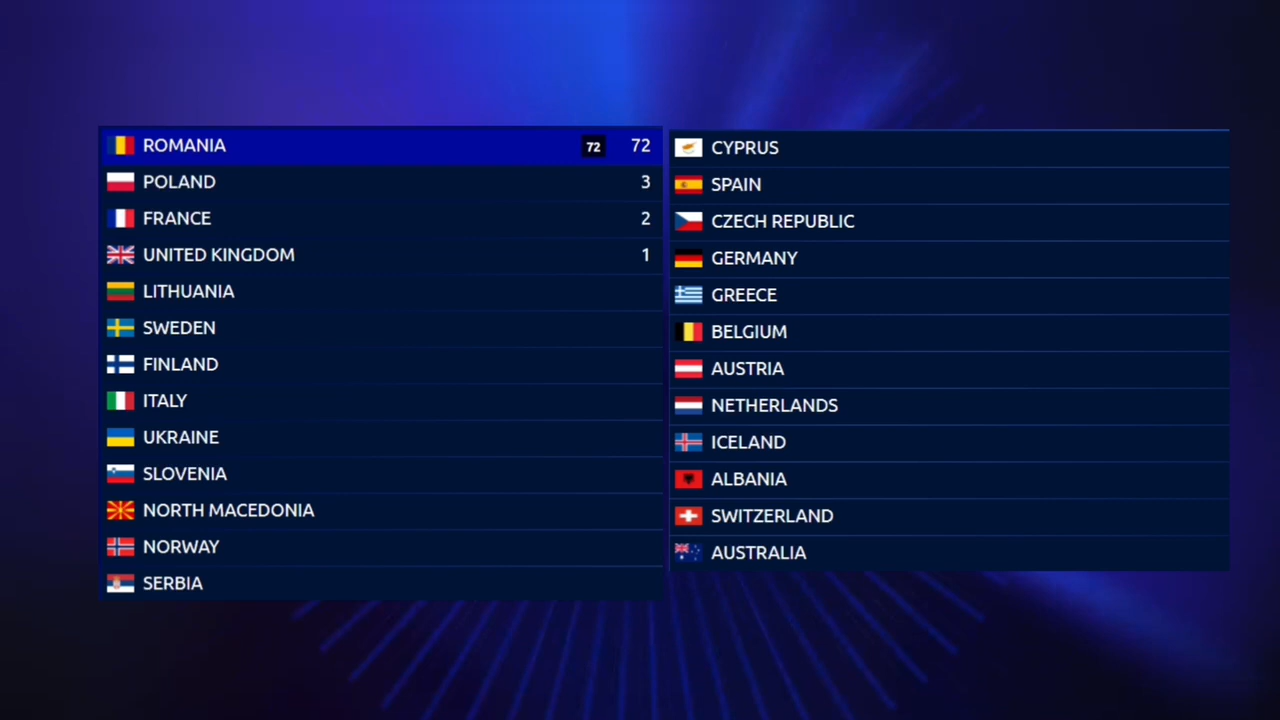 ROMANIA 72 72
POLAND 3
FRANCE 2
UNITED KINGDOM 1
LITHUANIA
SWEDEN
FINLAND
ITALY
UKRAINE
SLOVENIA
NORTH MACEDONIA
NORWAY
SERBIA
CYPRUS
SPAIN
CZECH REPUBLIC
GERMANY
GREECE
BELGIUM
AUSTRIA
NETHERLANDS
ICELAND
ALBANIA
SWITZERLAND
AUSTRALIA